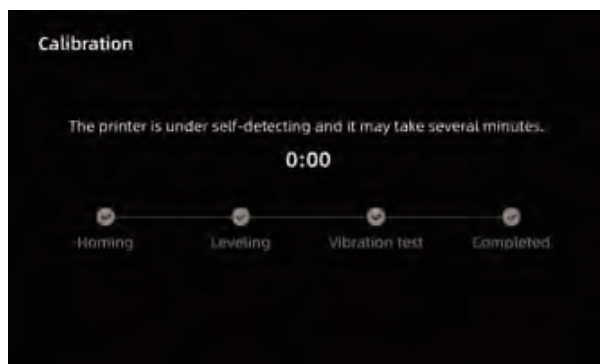 Calibration
The printer is under self-detecting and it may take several minutes.
0:00
Homing Leveling Vibration test Completed